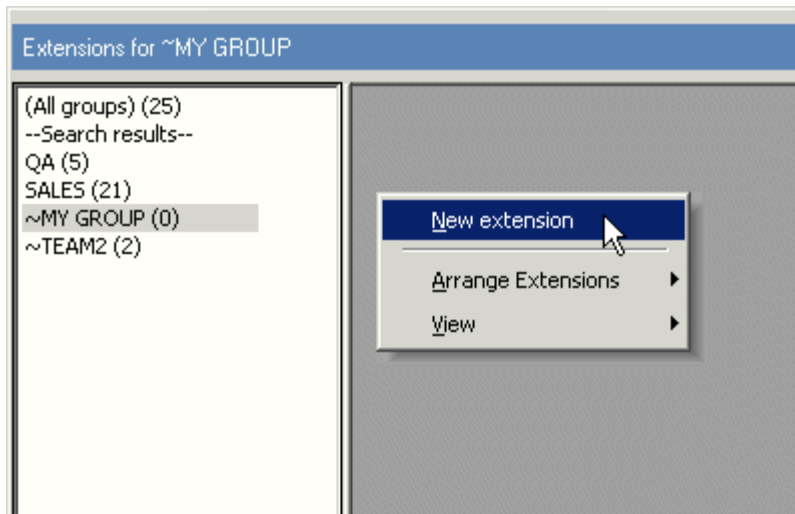 Extensions for ~MY GROUP
(All groups) (25)
--Search results--
QA (5)
SALES (21)
~MY GROUP (0)
~TEAM2 (2)
New extension
Arrange Extensions
View